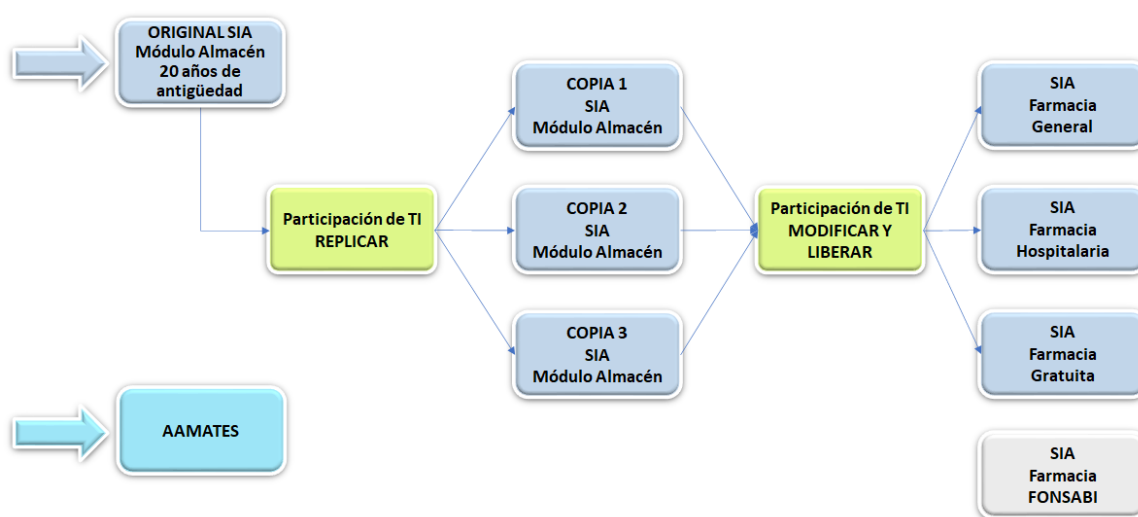 ORIGINAL SIA
Módulo Almacén
20 años de
antigüedad
Participación de TI
REPLICAR
COPIA 1
SIA
Módulo Almacén
COPIA 2
SIA
Módulo Almacén
COPIA 3
SIA
Módulo Almacén
Participación de TI
MODIFICAR Y
LIBERAR
SIA
Farmacia
General
SIA
Farmacia
Hospitalaria
SIA
Farmacia
Gratuita
AAMATES
SIA
Farmacia
FONSABI